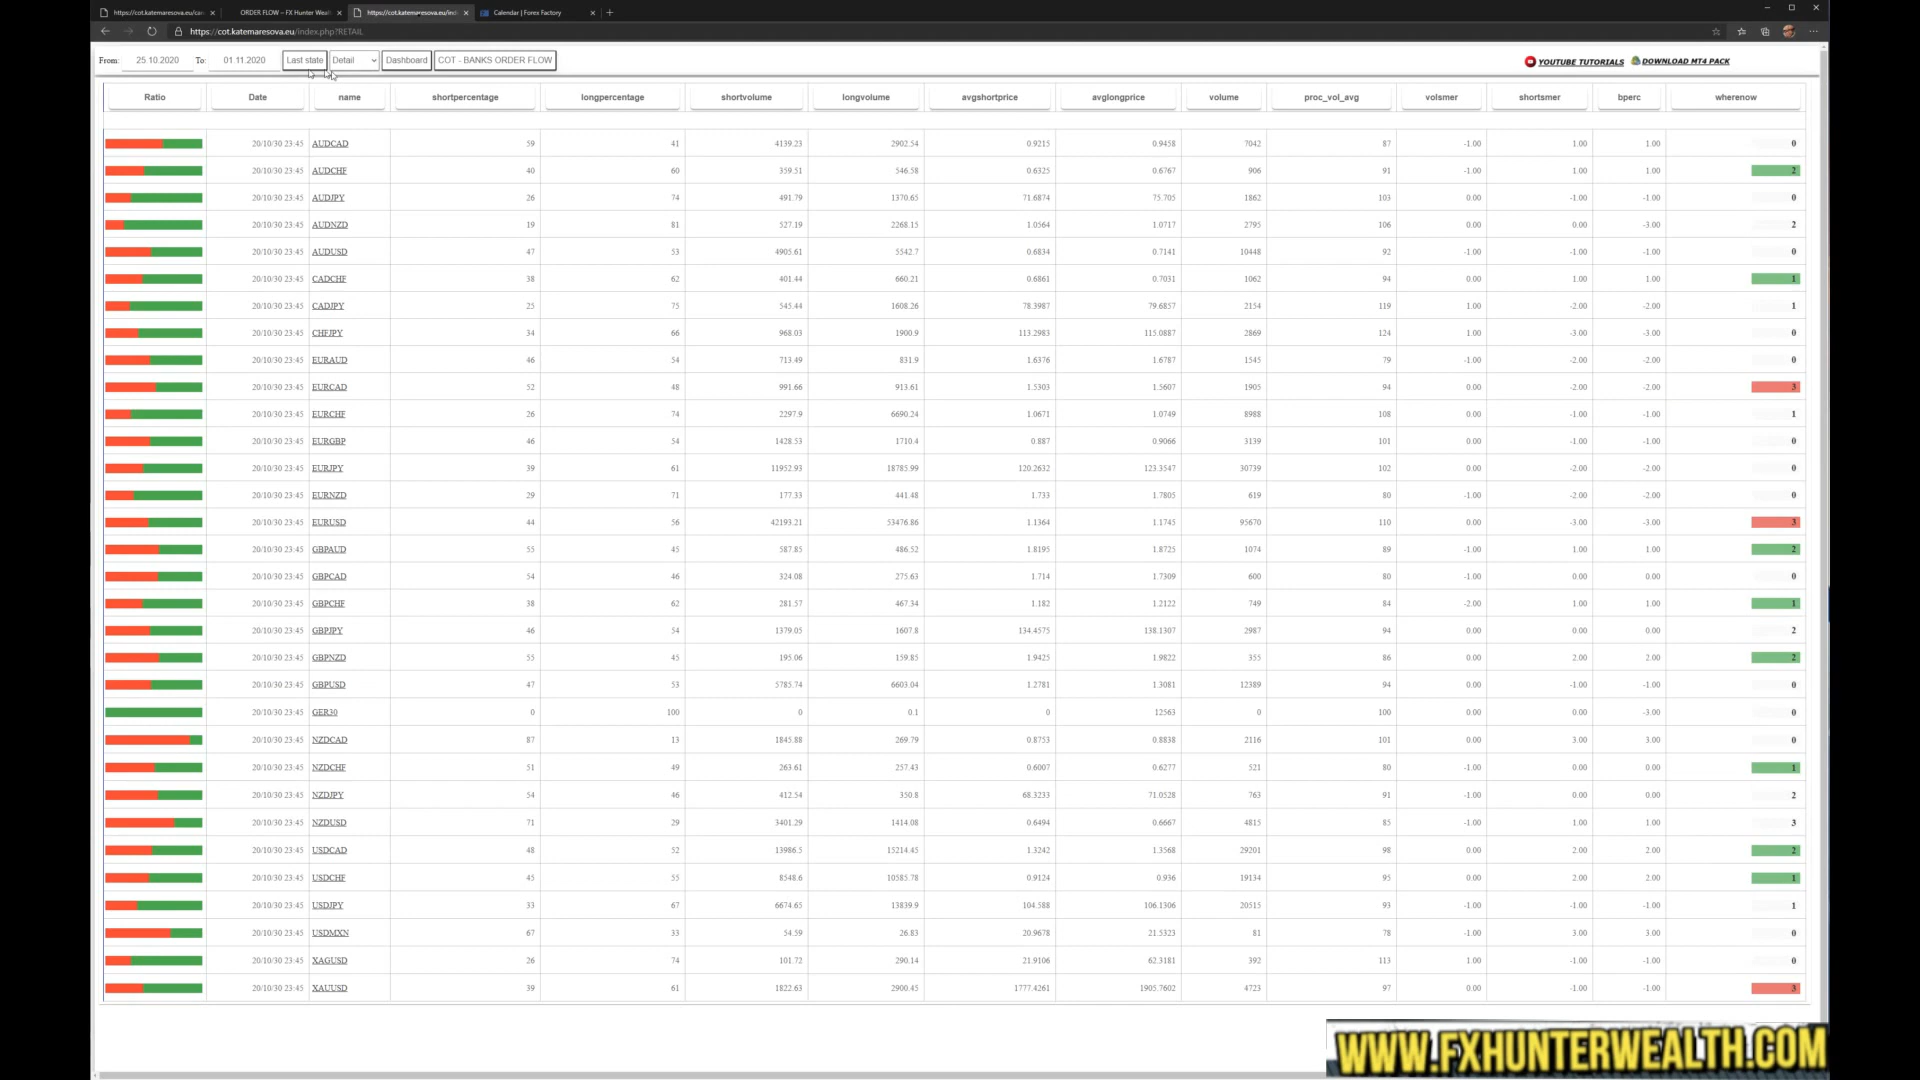 https://cot.katemaresova.eu/ca
ORDER FLOW – FX Hunter Weal
https://cot.katemaresova.eu/ind
Calendar | Forex Factory
https://cot.katemaresova.eu/index.php?RETAIL
From: 25.10.2020 To: 01.11.2020 Last state Detail Dashboard COT - BANKS ORDER FLOW YOUTUBE TUTORIALS DOWNLOAD MT4 PACK
Ratio Date name shortpercentage longpercentage shortvolume longvolume avgshortprice avglongprice volume proc_vol_avg volsmer shortsmer bperc wherenow
20/10/30 23:45 AUDCAD 59 41 4139.23 2902.54 0.9215 0.9458 7042 87 -1.00 1.00 1.00 0
20/10/30 23:45 AUDCHF 40 60 359.51 546.58 0.6325 0.6767 906 91 -1.00 1.00 1.00 2
20/10/30 23:45 AUDJPY 26 74 491.79 1370.65 71.6874 75.705 1862 103 0.00 -1.00 -1.00 0
20/10/30 23:45 AUDNZD 19 81 527.19 2268.15 1.0564 1.0717 2795 106 0.00 0.00 -3.00 2
20/10/30 23:45 AUDUSD 47 53 4905.61 5542.7 0.6834 0.7141 10448 92 0.00 -1.00 -1.00 0
20/10/30 23:45 CADCHF 38 62 401.44 660.21 0.6861 0.7031 1062 94 0.00 1.00 1.00 1
20/10/30 23:45 CADJPY 25 75 545.44 1608.26 78.3987 79.6857 2154 119 1.00 -2.00 -2.00 1
20/10/30 23:45 CHFJPY 34 66 968.03 1900.9 113.2983 115.0887 2869 124 1.00 -3.00 -3.00 0
20/10/30 23:45 EURAUD 46 54 713.49 831.9 1.6376 1.6787 1545 79 -1.00 -2.00 -2.00 0
20/10/30 23:45 EURCAD 52 48 991.66 913.61 1.5303 1.5607 1905 94 0.00 -2.00 -2.00 3
20/10/30 23:45 EURCHF 26 74 2297.9 6690.24 1.0671 1.0749 8988 108 0.00 -1.00 -1.00 1
20/10/30 23:45 EURGBP 46 54 1428.53 1710.4 0.887 0.9066 3139 101 0.00 -1.00 -1.00 0
20/10/30 23:45 EURJPY 39 61 11952.93 18785.99 120.2632 123.3547 30739 102 0.00 -2.00 -2.00 0
20/10/30 23:45 EURNZD 29 71 177.33 441.48 1.733 1.7805 619 80 -1.00 -2.00 -2.00 0
20/10/30 23:45 EURUSD 44 56 42193.21 53476.86 1.1364 1.1745 95670 110 0.00 -3.00 -3.00 3
20/10/30 23:45 GBPAUD 55 45 587.85 486.52 1.8195 1.8725 1074 89 -1.00 1.00 1.00 2
20/10/30 23:45 GBPCAD 54 46 324.08 275.63 1.714 1.7309 600 80 -1.00 0.00 0.00 0
20/10/30 23:45 GBPCHF 38 62 281.57 467.34 1.182 1.2122 749 84 -2.00 1.00 1.00 1
20/10/30 23:45 GBPJPY 46 54 1379.05 1607.8 134.4575 138.1307 2987 94 0.00 0.00 0.00 2
20/10/30 23:45 GBPNZD 55 45 195.06 159.85 1.9425 1.9822 355 86 -1.00 2.00 2.00 2
20/10/30 23:45 GBPUSD 47 53 5785.74 6603.04 1.2781 1.3081 12389 94 0.00 -1.00 -1.00 0
20/10/30 23:45 GER30 0 100 0 0.1 0 12563 0 100 0.00 0.00 -3.00 0
20/10/30 23:45 NZDCAD 87 13 1845.88 269.79 0.8753 0.8838 2116 101 0.00 3.00 3.00 0
20/10/30 23:45 NZDCHF 51 49 263.61 257.43 0.6007 0.6277 521 80 -1.00 0.00 0.00 1
20/10/30 23:45 NZDJPY 54 46 412.54 350.8 68.3233 71.0528 763 91 -1.00 0.00 0.00 2
20/10/30 23:45 NZDUSD 71 29 3401.29 1414.08 0.6494 0.6667 4815 85 -1.00 1.00 1.00 3
20/10/30 23:45 USDCAD 48 52 13986.5 15214.45 1.3242 1.3568 29201 98 0.00 2.00 2.00 2
20/10/30 23:45 USDCHF 45 55 8548.6 10585.78 0.9124 0.936 19134 95 0.00 2.00 2.00 1
20/10/30 23:45 USDJPY 33 67 6674.65 13839.9 104.588 106.1306 20515 93 -1.00 -1.00 -1.00 1
20/10/30 23:45 USDMXN 67 33 54.59 26.83 20.9678 21.5323 81 78 -1.00 3.00 3.00 0
20/10/30 23:45 XAGUSD 26 74 101.72 290.14 21.9106 62.3181 392 113 1.00 -1.00 -1.00 0
20/10/30 23:45 XAUUSD 39 61 1822.63 2900.45 1777.4261 1905.7602 4723 97 0.00 -1.00 -1.00 3
WWW.FXHUNTERWEALTH.COM